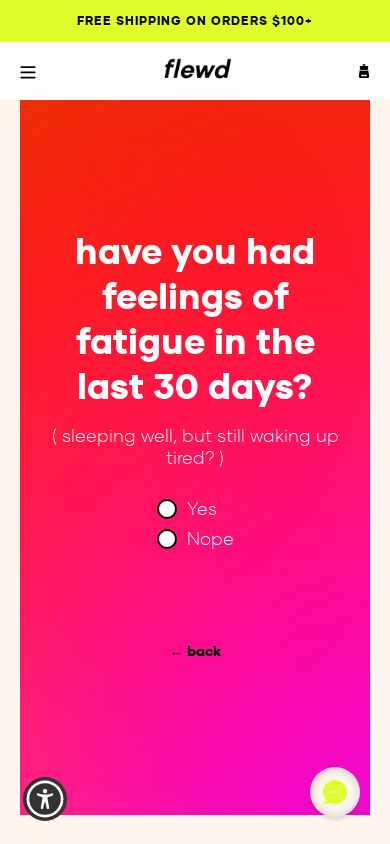 FREE SHIPPING ON ORDERS $100+
flewd
have you had
feelings of
fatigue in the
last 30 days?
( sleeping well, but still waking up
tired? )
Yes
Nope
← back